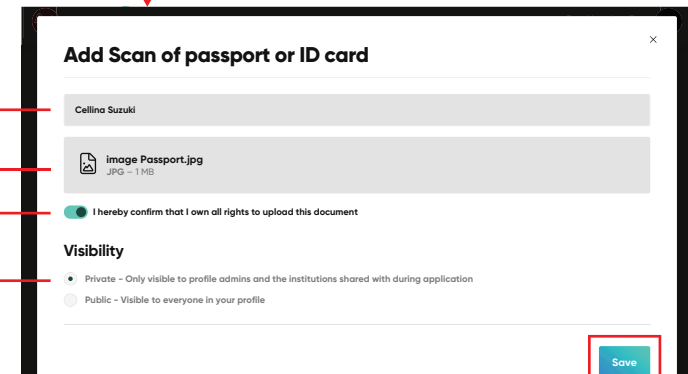 Add Scan of passport or ID card
Cellina Suzuki
image Passport.jpg
JPG – 1 MB
I hereby confirm that I own all rights to upload this document
Visibility
Private - Only visible to profile admins and the institutions shared with during application
Public - Visible to everyone in your profile
Save